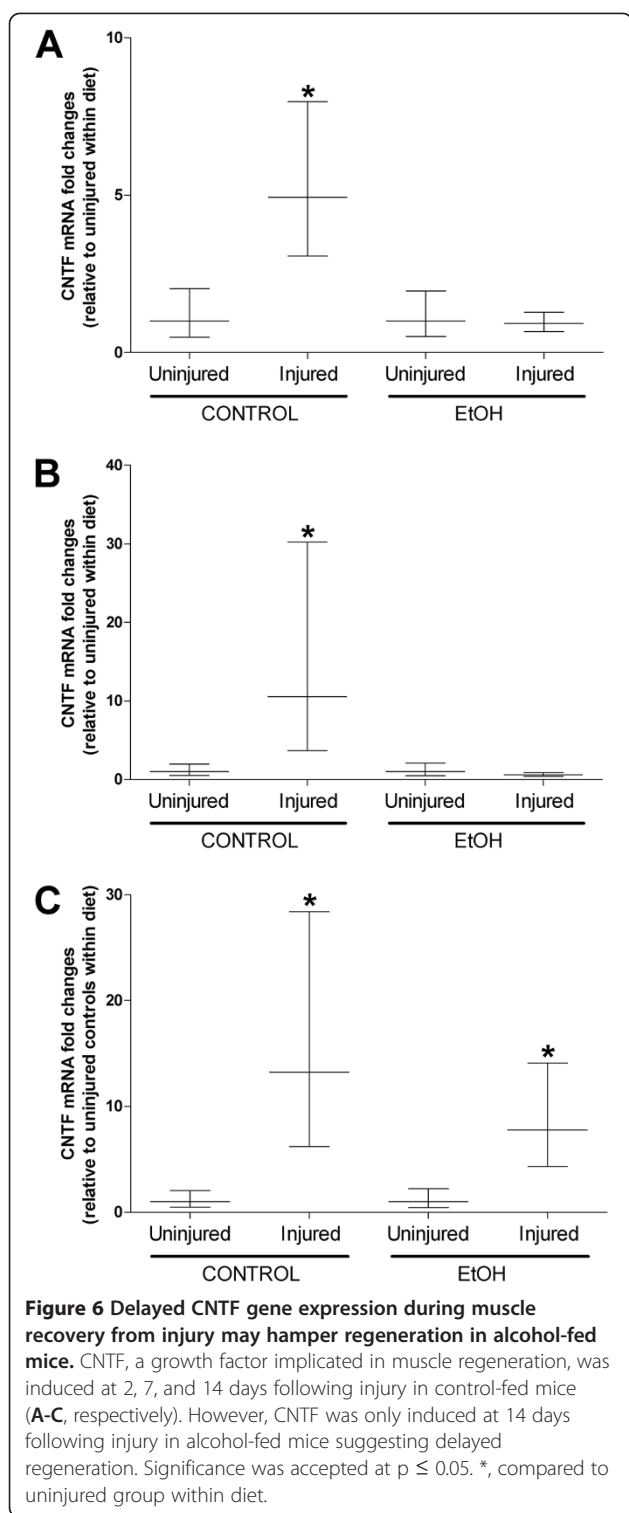 A
CNTF mRNA fold changes
(relative to uninjured within diet)
10
5
0
*
Uninjured Injured Uninjured Injured
CONTROL EtOH
B
CNTF mRNA fold changes
(relative to uninjured within diet)
40
30
20
10
0
*
Uninjured Injured Uninjured Injured
CONTROL EtOH
C
CNTF mRNA fold changes
(relative to uninjured controls within diet)
30
20
10
0
*
*
Uninjured Injured Uninjured Injured
CONTROL EtOH
Figure 6 Delayed CNTF gene expression during muscle
recovery from injury may hamper regeneration in alcohol-fed
mice. CNTF, a growth factor implicated in muscle regeneration, was
induced at 2, 7, and 14 days following injury in control-fed mice
(A-C, respectively). However, CNTF was only induced at 14 days
following injury in alcohol-fed mice suggesting delayed
regeneration. Significance was accepted at p ≤ 0.05. *, compared to
uninjured group within diet.